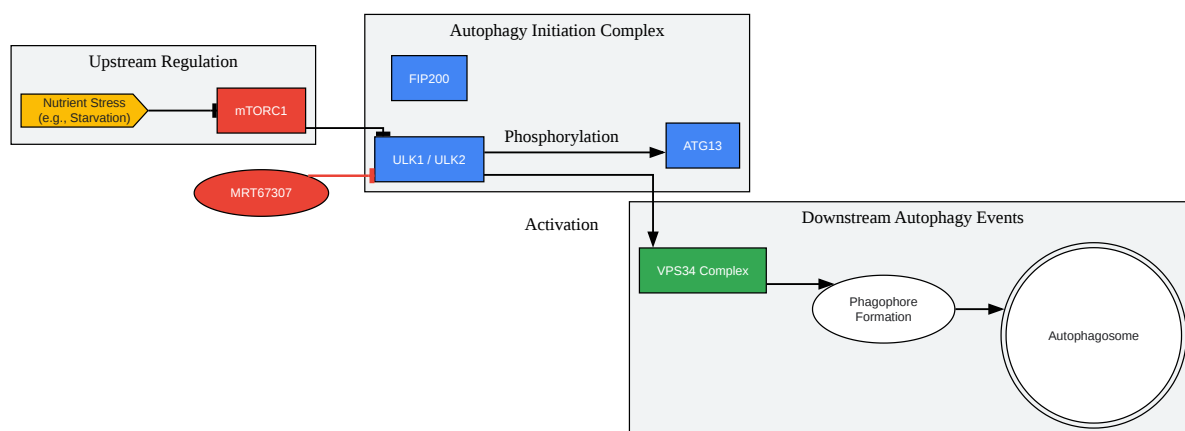 Autophagy Initiation Complex
Upstream Regulation
FIP200
Nutrient Stress
(e.g., Starvation)
mTORC1
Phosphorylation
ULK1 / ULK2
ATG13
MRT67307
Activation
Downstream Autophagy Events
VPS34 Complex
Phagophore
Formation
Autophagosome